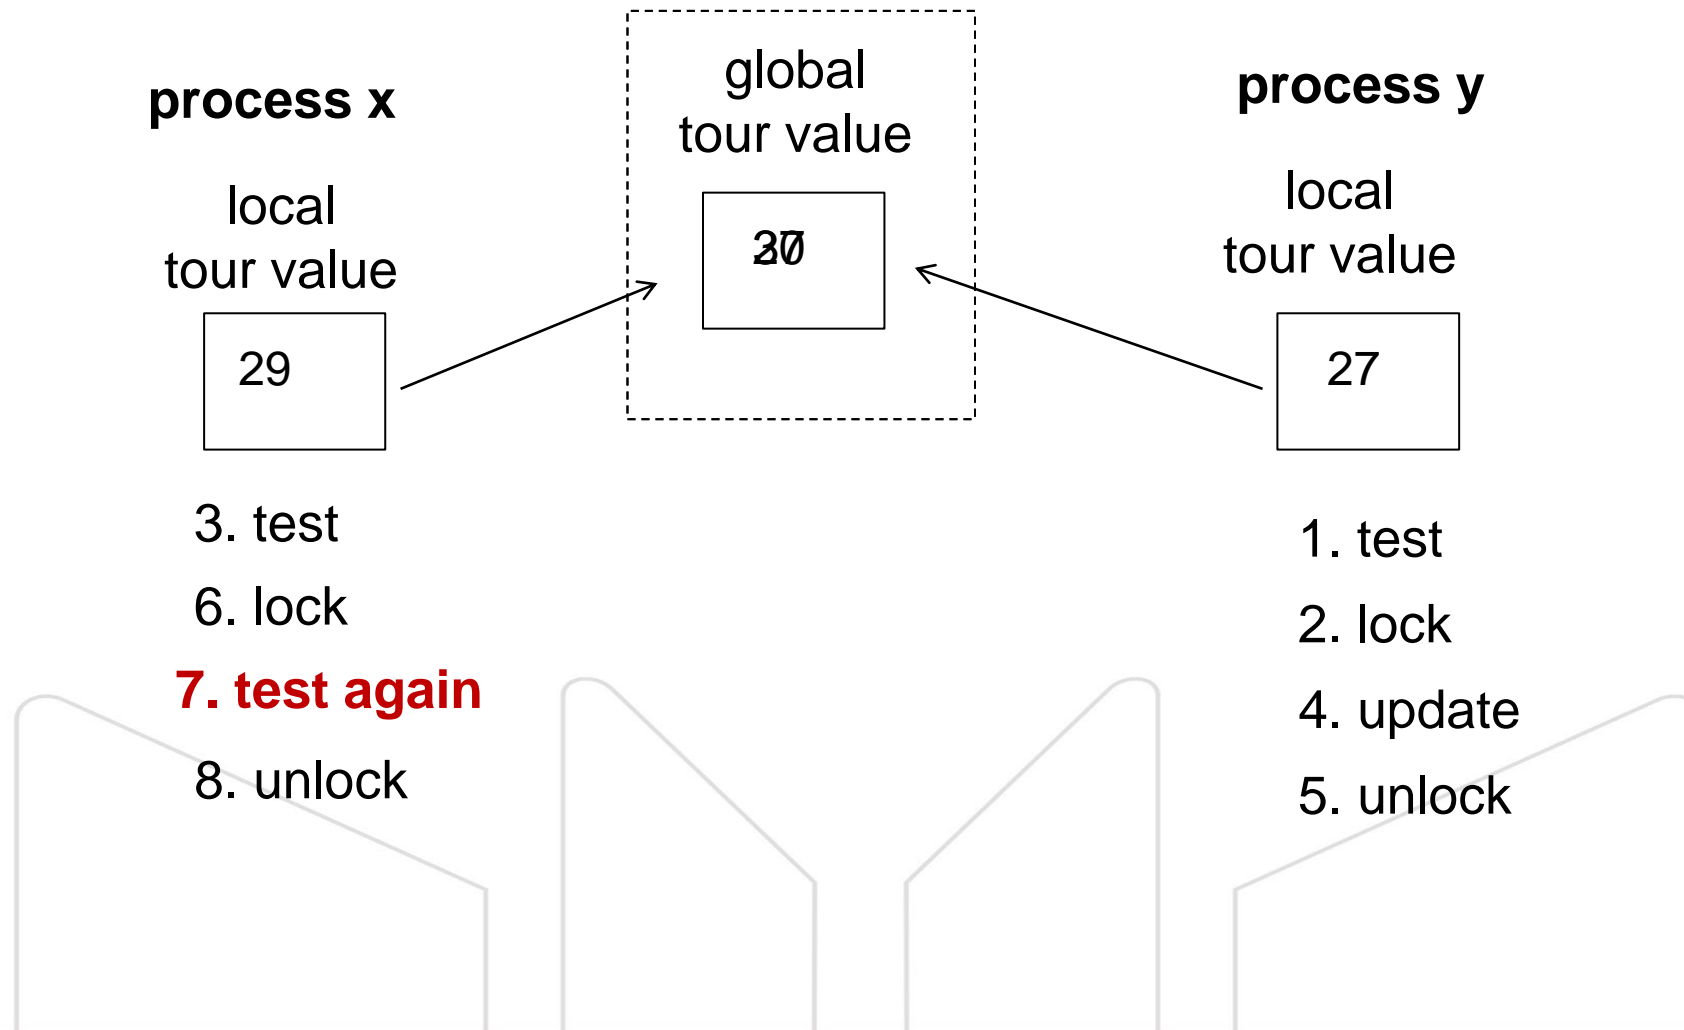 process x
local
tour value
29
3. test
6. lock
7. test again
8. unlock
global
tour value
process y
local
tour value
27
1. test
2. lock
4. update
5. unlock